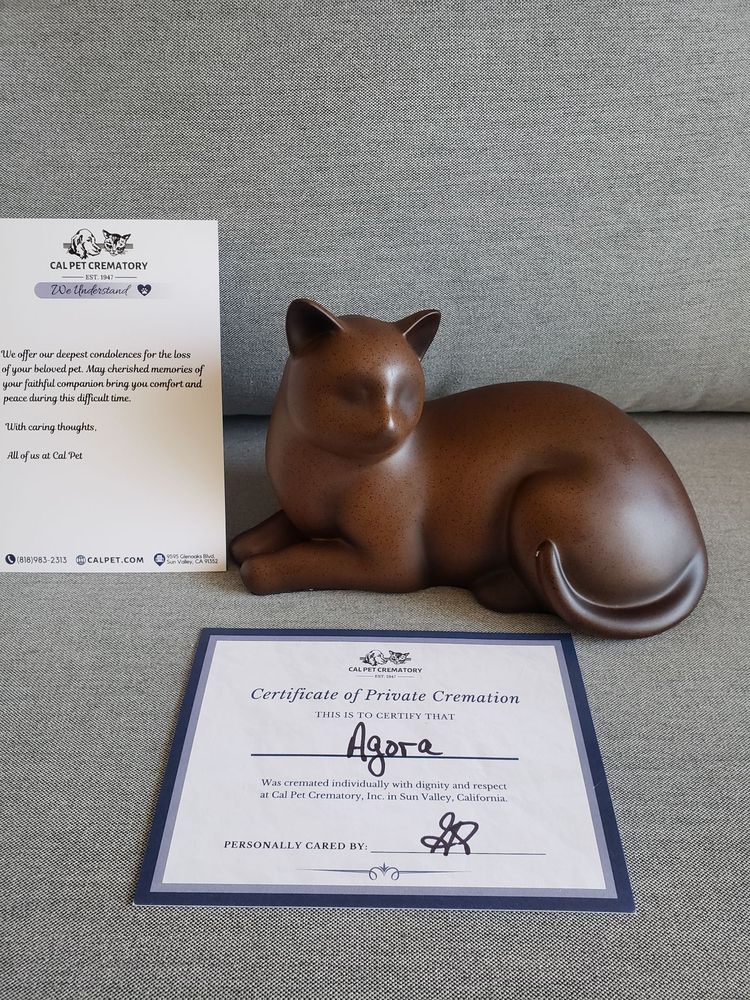 CAL PET CREMATORY
EST. 1947
We Understand
We offer our deepest condolences for the loss
of your beloved pet. May cherished memories of
your faithful companion bring you comfort and
peace during this difficult time.
With caring thoughts,
All of us at Cal Pet
(818)983-2313
CALPET.COM
9595 Glenoaks Blvd.
Sun Valley, CA 91352
CAL PET CREMATORY
EST. 1947
Certificate of Private Cremation
THIS IS TO CERTIFY THAT
Agora
Was cremated individually with dignity and respect
at Cal Pet Crematory, Inc. in Sun Valley, California.
PERSONALLY CARED BY: